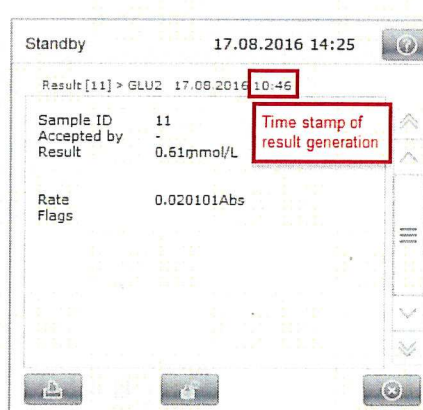 Standby 17.08.2016 14:25
Result [11] > GLU2 17.08.2016 10:46
Time stamp of
result generation
Sample ID 11
Accepted by -
Result 0.61mmol/L
Rate 0.020101Abs
Flags